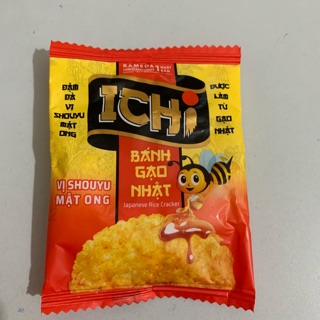 KAMEDA
ICHi
ĐẬM
ĐÀ
VỊ
SHOUYU
MẬT
ONG
ĐƯỢC
LÀM
TỪ
GẠO
NHẬT
BÁNH
GẠO
NHẬT
Japanese Rice Cracker
VỊ SHOUYU
MẬT ONG